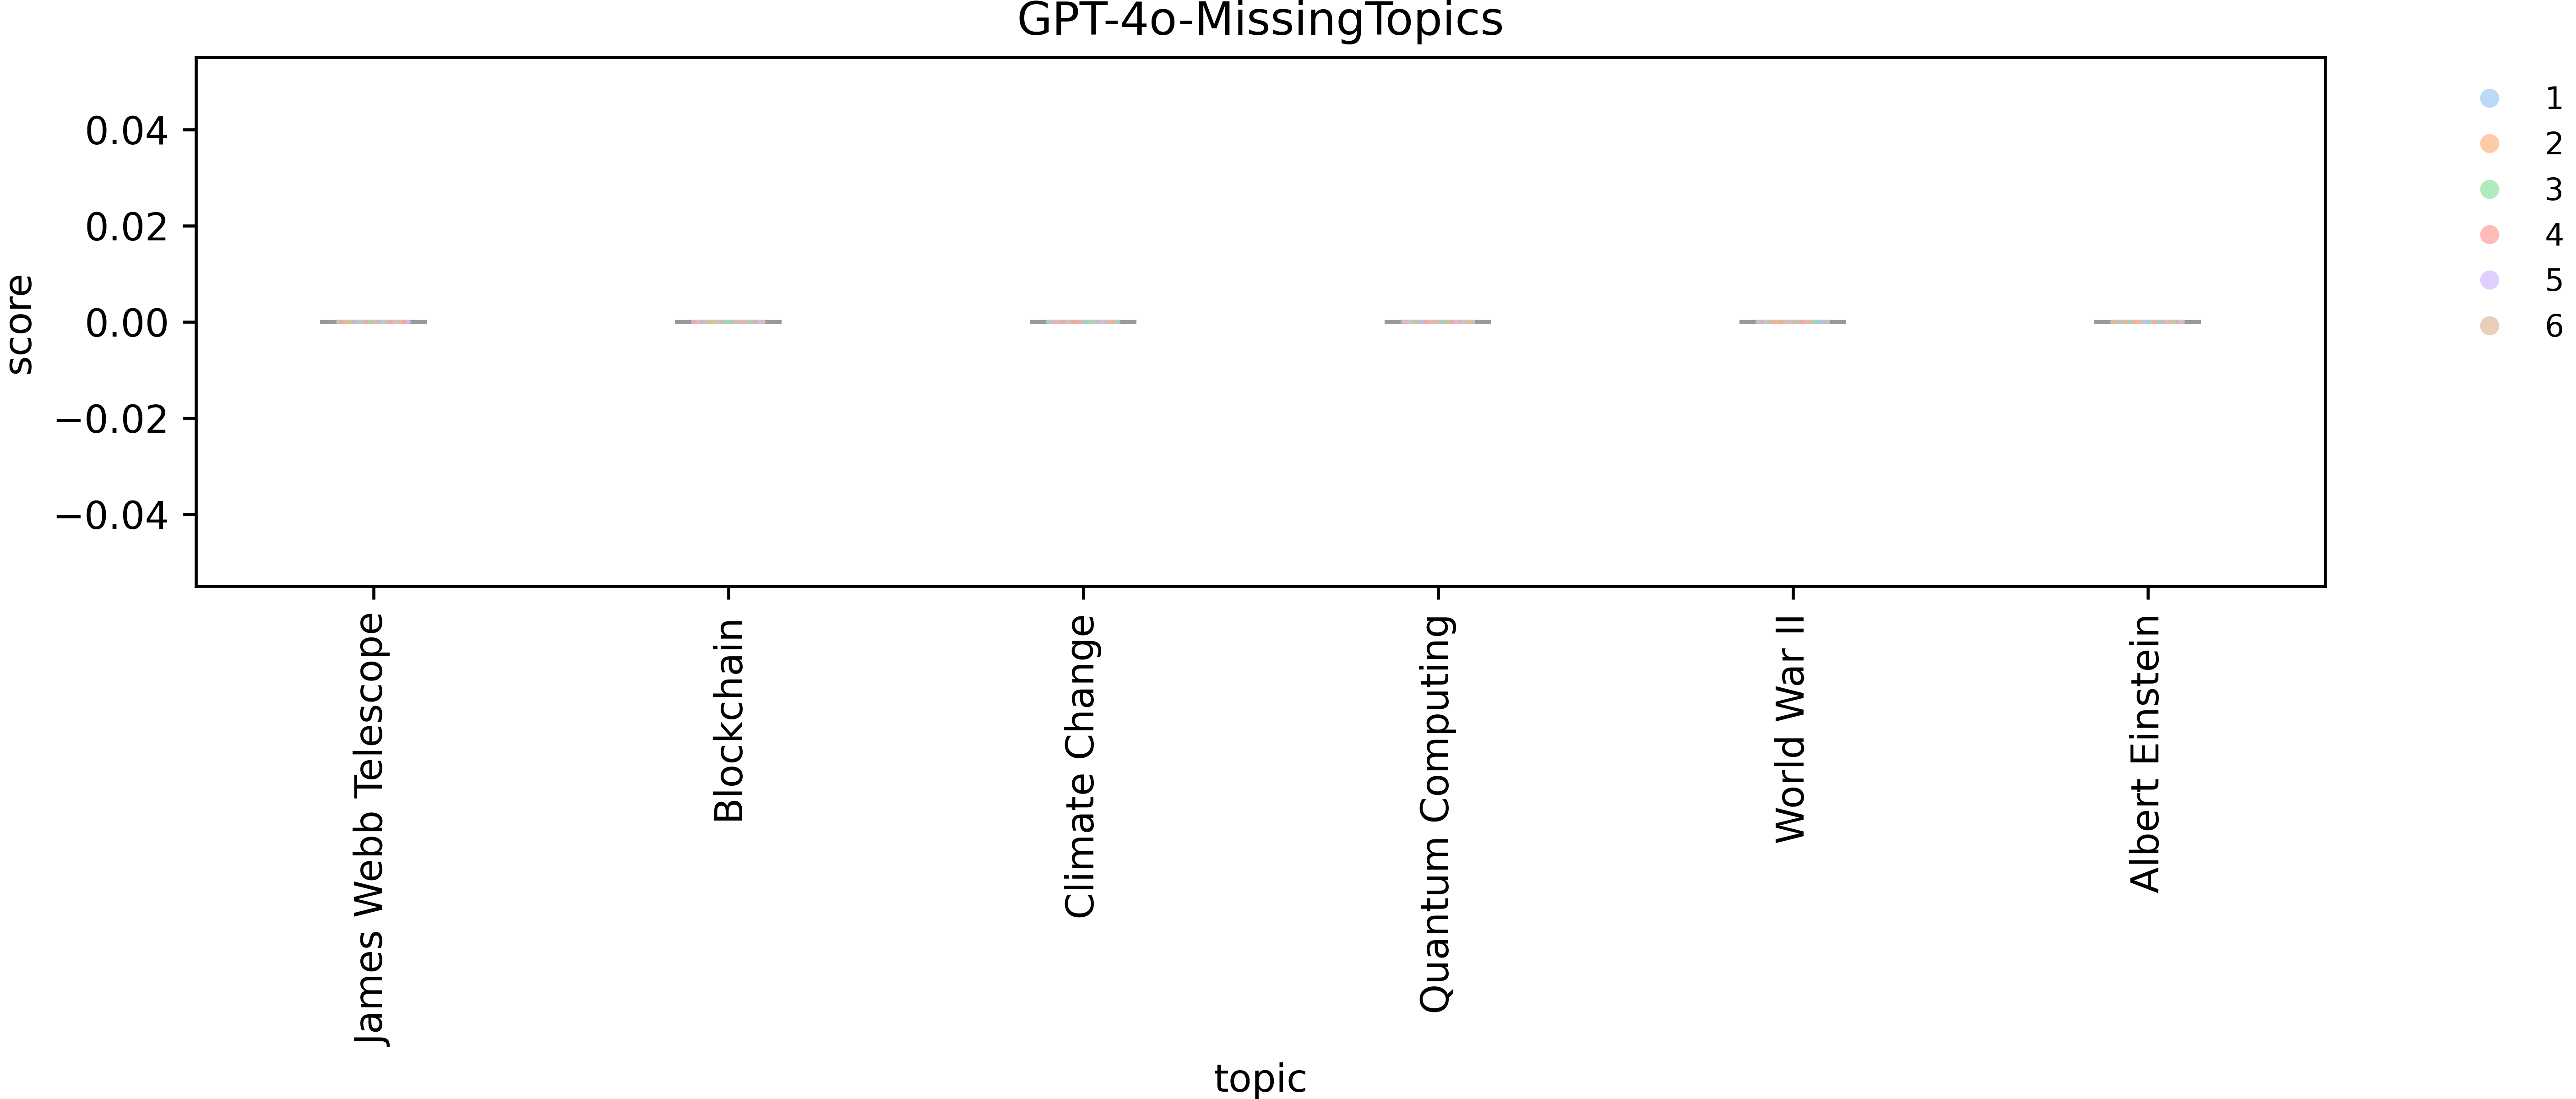 GPT-4o-MissingTopics
score
0.04
0.02
0.00
−0.02
−0.04
1
2
3
4
5
6
James Webb Telescope
Blockchain
Climate Change
Quantum Computing
World War II
Albert Einstein
topic